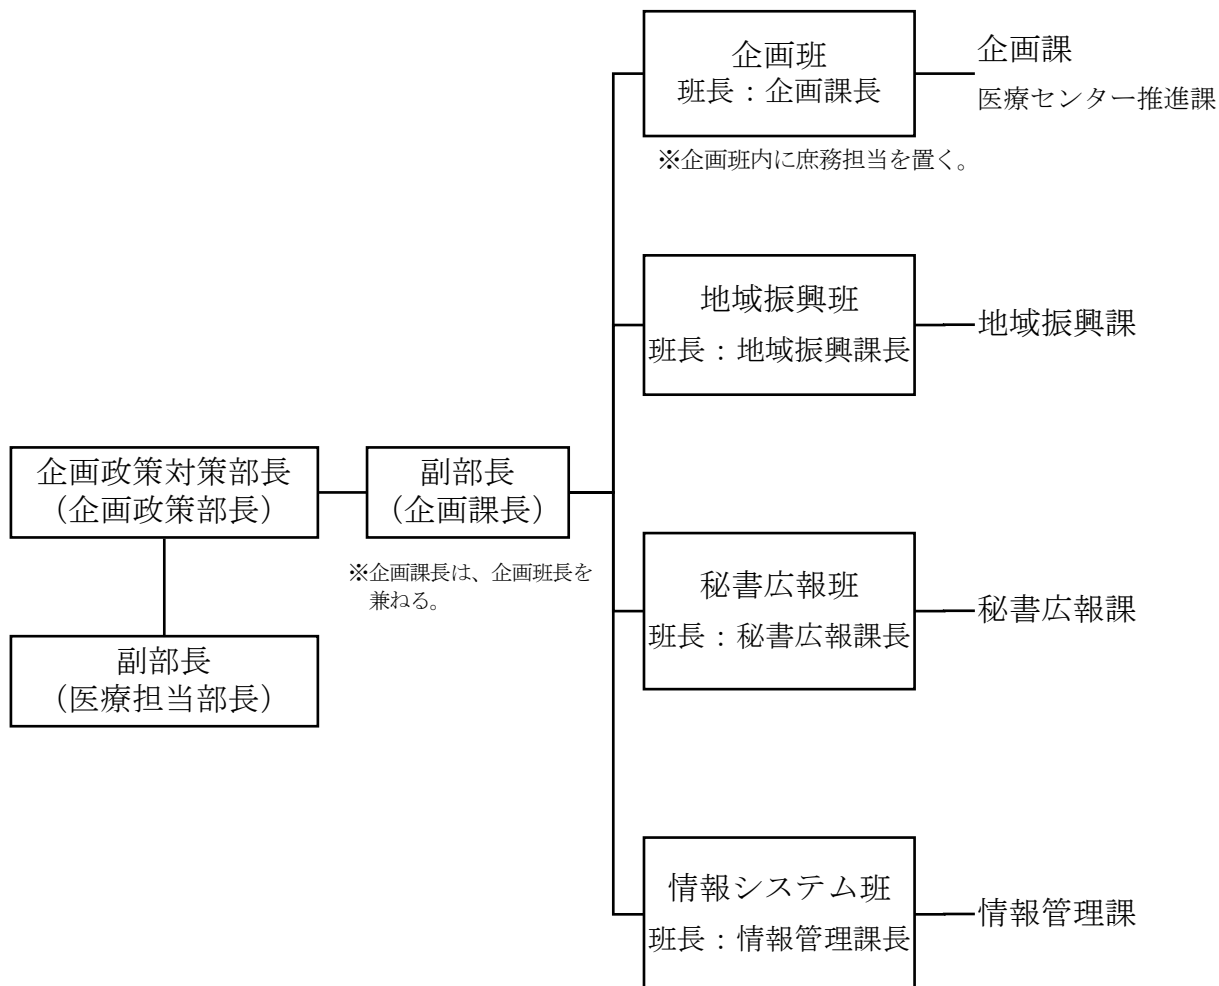 企画班
班長：企画課長
企画課
医療センター推進課
※企画班内に庶務担当を置く。
地域振興班
班長：地域振興課長
地域振興課
企画政策対策部長
（企画政策部長）
副部長
（企画課長）
※企画課長は、企画班長を
兼ねる。
副部長
（医療担当部長）
秘書広報班
班長：秘書広報課長
秘書広報課
情報システム班
班長：情報管理課長
情報管理課